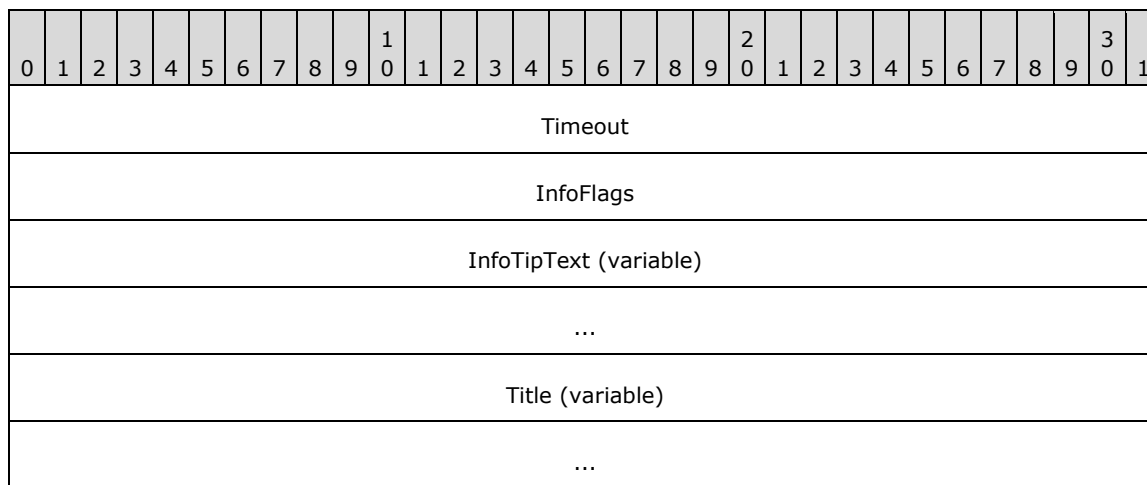 1 2 3
0 1 2 3 4 5 6 7 8 9 0 1 2 3 4 5 6 7 8 9 0 1 2 3 4 5 6 7 8 9 0 1
Timeout
InfoFlags
InfoTipText (variable)
...
Title (variable)
...